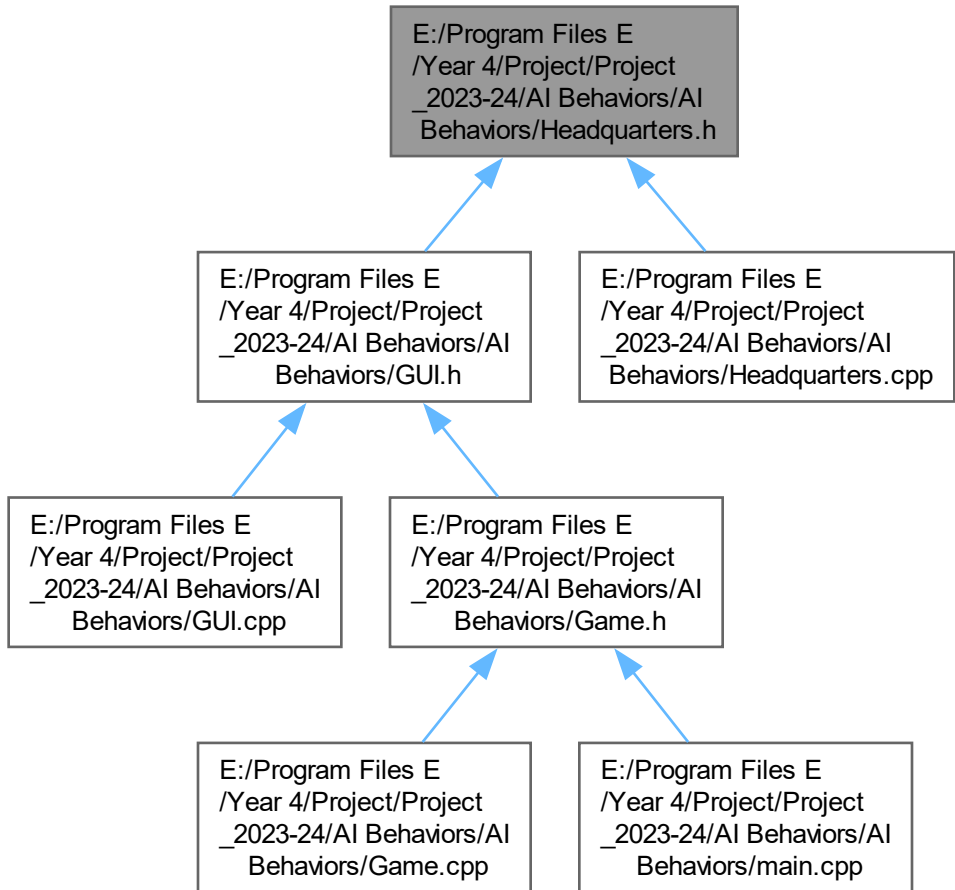 E:/Program Files E
/Year 4/Project/Project
_2023-24/AI Behaviors/AI
Behaviors/Headquarters.h
E:/Program Files E
/Year 4/Project/Project
_2023-24/AI Behaviors/AI
Behaviors/GUI.h
E:/Program Files E
/Year 4/Project/Project
_2023-24/AI Behaviors/AI
Behaviors/Headquarters.cpp
E:/Program Files E
/Year 4/Project/Project
_2023-24/AI Behaviors/AI
Behaviors/GUI.cpp
E:/Program Files E
/Year 4/Project/Project
_2023-24/AI Behaviors/AI
Behaviors/Game.h
E:/Program Files E
/Year 4/Project/Project
_2023-24/AI Behaviors/AI
Behaviors/Game.cpp
E:/Program Files E
/Year 4/Project/Project
_2023-24/AI Behaviors/AI
Behaviors/main.cpp